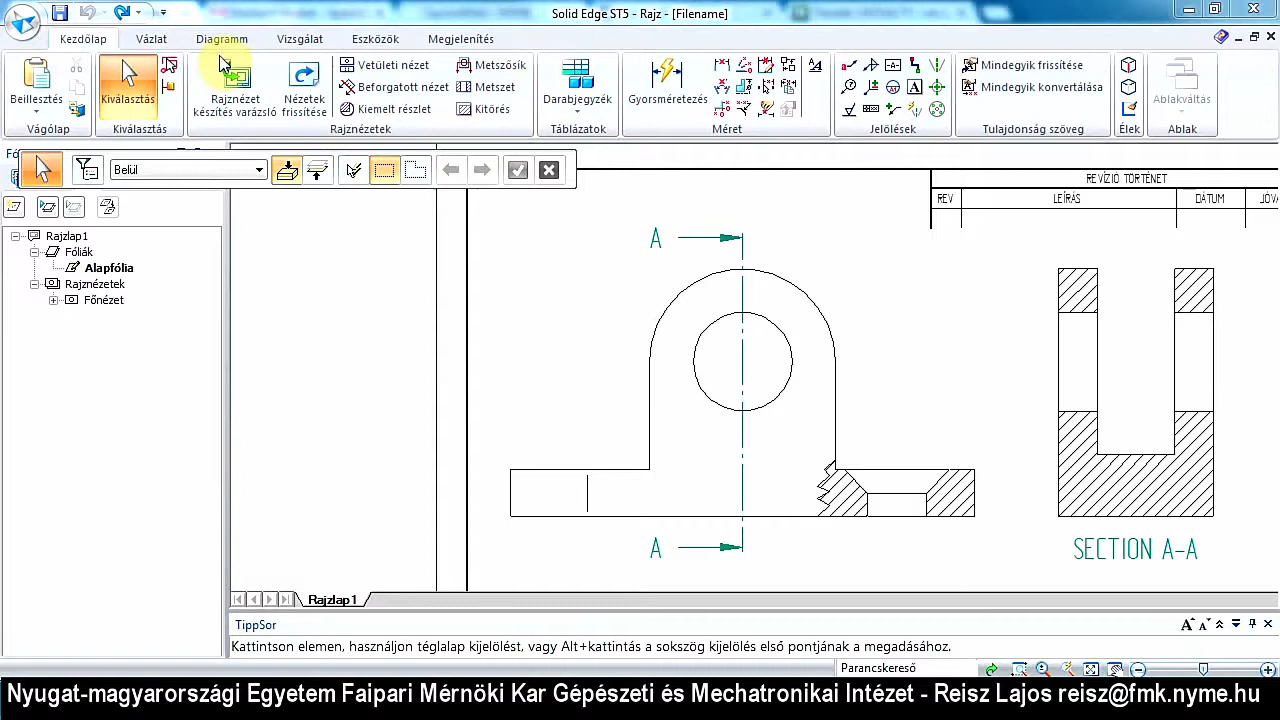 Solid Edge ST5 - Rajz - [Filename]
Kezdőlap Vázlat Diagramm Vizsgálat Eszközök Megjelenítés
Beillesztés
Kiválasztás
Rajznézet
készítés varázsló
Nézetek
frissítése
Vetületi nézet
Beforgatott nézet
Kiemelt részlet
Metszősík
Metszet
Kitörés
Darabjegyzék
Gyorsméretezés
Mindegyik frissítése
Mindegyik konvertálása
Ablakváltás
Vágólap Kiválasztás Rajznézetek Táblázatok Méret Jelölések Tulajdonság szöveg Élek Ablak
Belül
Rajzlap1
Fóliák
Alapfólia
Rajznézetek
Főnézet
REVÍZIÓ TÖRTÉNET
REV LEÍRÁS DÁTUM
A
A
SECTION A-A
Rajzlap1
TippSor
Kattintson elemen, használjon téglalap kijelölést, vagy Alt+kattintás a sokszög kijelölés első pontjának a megadásához.
Parancskereső
Nyugat-magyarországi Egyetem Faipari Mérnöki Kar Gépészeti és Mechatronikai Intézet - Reisz Lajos reisz@fmk.nyme.hu